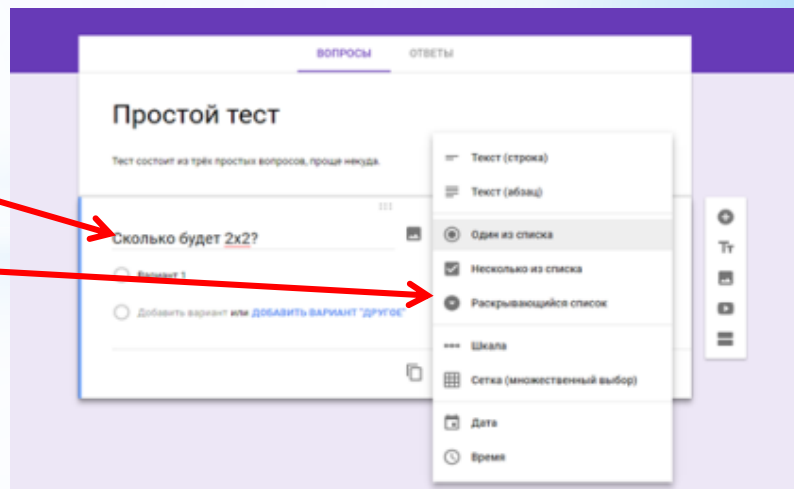 ВОПРОСЫ ОТВЕТЫ
Простой тест
Тест состоит из трёх простых вопросов, проще некуда.
Сколько будет 2x2?
Вариант 1
Добавить вариант или ДОБАВИТЬ ВАРИАНТ "ДРУГОЕ"
Текст (строка)
Текст (абзац)
Один из списка
Несколько из списка
Раскрывающийся список
Шкала
Сетка (множественный выбор)
Дата
Время
Тт